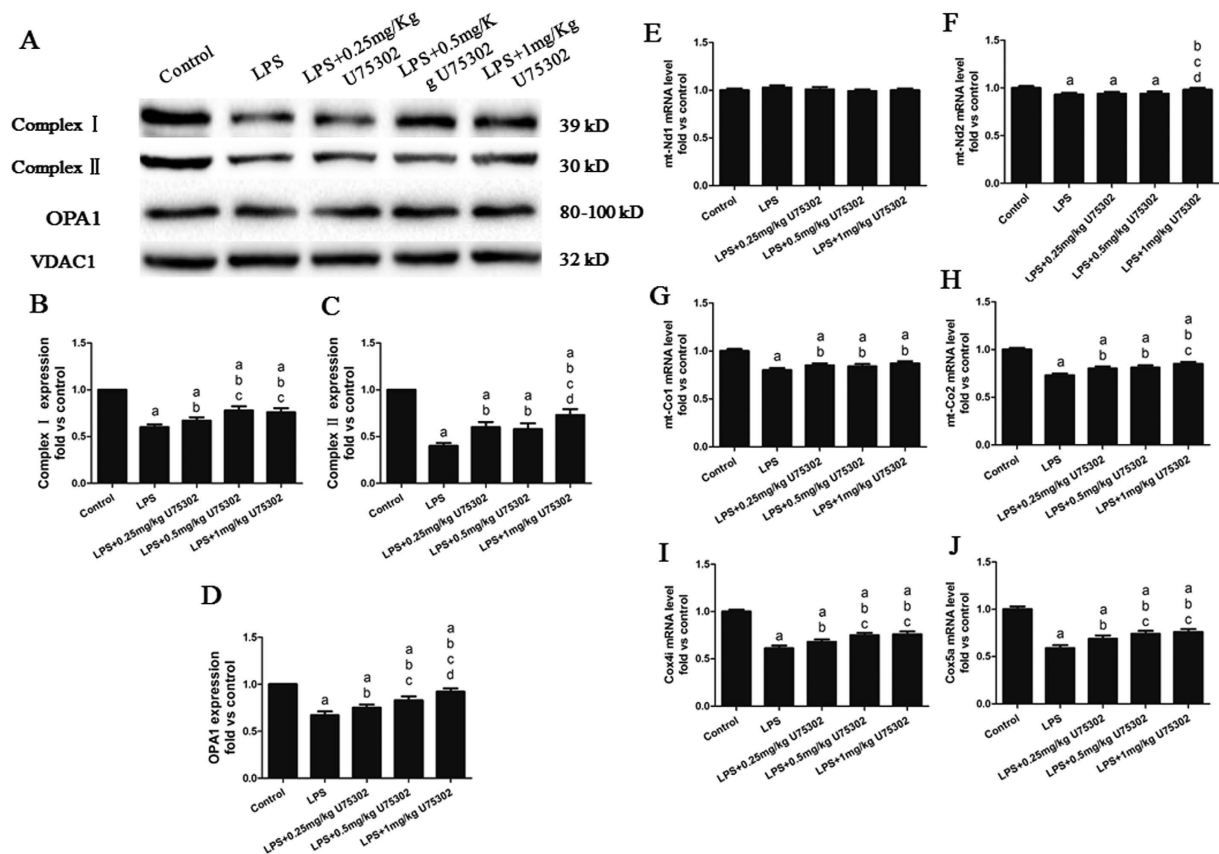 A
Control
LPS
LPS+0.25mg/Kg
U75302
LPS+0.5mg/K
g U75302
LPS+1mg/Kg
U75302
Complex Ⅰ
39 kD
Complex Ⅱ
30 kD
OPA1
80-100 kD
VDAC1
32 kD
B
Complex Ⅰ expression
fold vs control
1.5
1.0
0.5
0.0
a
a
b
a
b
c
a
b
c
Control
LPS
LPS+0.25mg/kg U75302
LPS+0.5mg/kg U75302
LPS+1mg/kg U75302
C
Complex Ⅱ expression
fold vs control
1.5
1.0
0.5
0.0
a
a
b
a
b
a
b
c
d
Control
LPS
LPS+0.25mg/kg U75302
LPS+0.5mg/kg U75302
LPS+1mg/kg U75302
D
OPA1 expression
fold vs control
1.5
1.0
0.5
0.0
a
a
b
a
b
c
a
b
c
d
Control
LPS
LPS+0.25mg/kg U75302
LPS+0.5mg/kg U75302
LPS+1mg/kg U75302
E
mt-Nd1 mRNA level
fold vs control
1.5
1.0
0.5
0.0
Control
LPS
LPS+0.25mg/kg U75302
LPS+0.5mg/kg U75302
LPS+1mg/kg U75302
F
mt-Nd2 mRNA level
fold vs control
1.5
1.0
0.5
0.0
a
a
a
b
c
d
Control
LPS
LPS+0.25mg/kg U75302
LPS+0.5mg/kg U75302
LPS+1mg/kg U75302
G
mt-Co1 mRNA level
fold vs control
1.5
1.0
0.5
0.0
a
a
b
a
b
a
b
Control
LPS
LPS+0.25mg/kg U75302
LPS+0.5mg/kg U75302
LPS+1mg/kg U75302
H
mt-Co2 mRNA level
fold vs control
1.5
1.0
0.5
0.0
a
a
b
a
b
a
b
c
Control
LPS
LPS+0.25mg/kg U75302
LPS+0.5mg/kg U75302
LPS+1mg/kg U75302
I
Cox4i mRNA level
fold vs control
1.5
1.0
0.5
0.0
a
a
b
a
b
c
a
b
c
Control
LPS
LPS+0.25mg/kg U75302
LPS+0.5mg/kg U75302
LPS+1mg/kg U75302
J
Cox5a mRNA level
fold vs control
1.5
1.0
0.5
0.0
a
a
b
a
b
c
a
b
c
Control
LPS
LPS+0.25mg/kg U75302
LPS+0.5mg/kg U75302
LPS+1mg/kg U75302